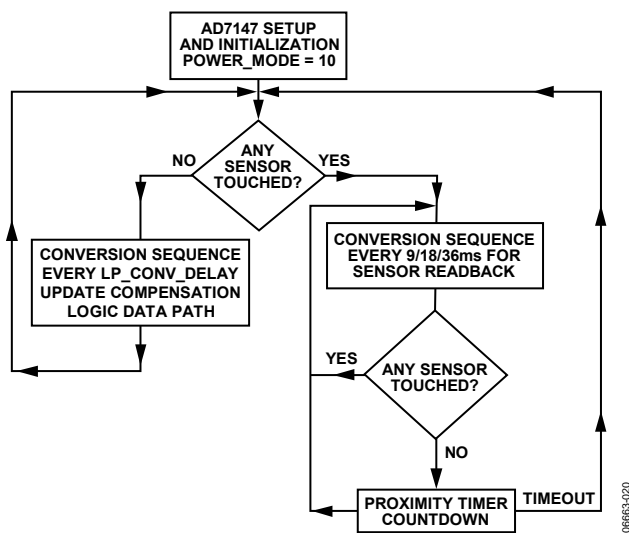 AD7147 SETUP
AND INITIALIZATION
POWER_MODE = 10
NO
ANY
SENSOR
TOUCHED?
YES
CONVERSION SEQUENCE
EVERY LP_CONV_DELAY
UPDATE COMPENSATION
LOGIC DATA PATH
CONVERSION SEQUENCE
EVERY 9/18/36ms FOR
SENSOR READBACK
YES
ANY SENSOR
TOUCHED?
NO
PROXIMITY TIMER
COUNTDOWN
TIMEOUT
06663-020